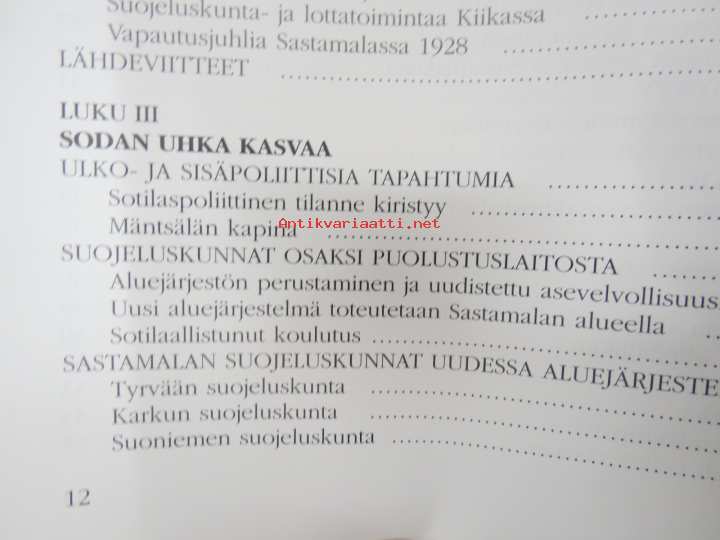 Suojeluskunta- ja lottatoimintaa Kiikassa
Vapautusjuhlia Sastamalassa 1928
LÄHDEVIITTEET
LUKU III
SODAN UHKA KASVAA
ULKO- JA SISÄPOLIITTISIA TAPAHTUMIA
Sotilaspoliittinen tilanne kiristyy
Mäntsälän kapina
Antikvariaatti.net
SUOJELUSKUNNAT OSAKSI PUOLUSTUSLAITOSTA
Aluejärjestön perustaminen ja uudistettu asevelvollisuus
Uusi aluejärjestelmä toteutetaan Sastamalan alueella
Sotilaallistunut koulutus
SASTAMALAN SUOJELUSKUNNAT UUDESSA ALUEJÄRJESTE
Tyrvään suojeluskunta
Karkun suojeluskunta
Suoniemen suojeluskunta
12